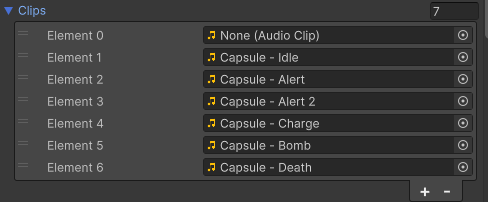 Clips 7
Element 0 None (Audio Clip)
Element 1 Capsule - Idle
Element 2 Capsule - Alert
Element 3 Capsule - Alert 2
Element 4 Capsule - Charge
Element 5 Capsule - Bomb
Element 6 Capsule - Death
+ -